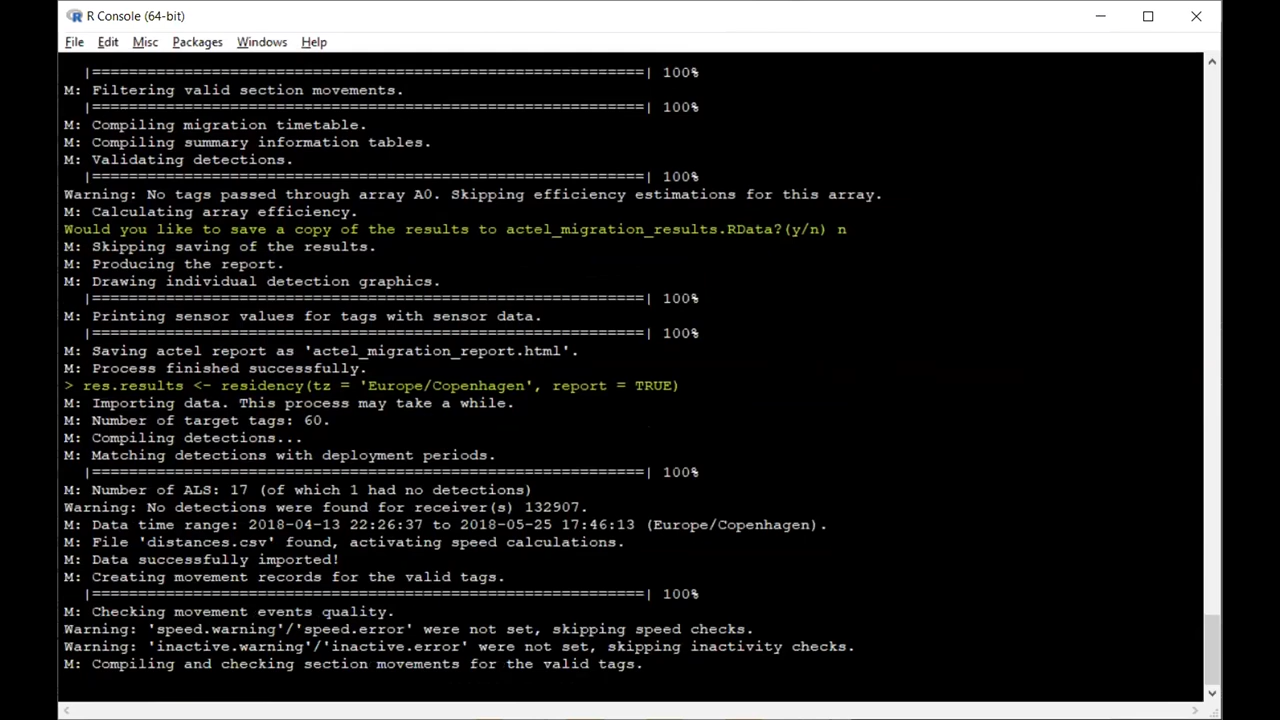 R Console (64-bit)
File Edit Misc Packages Windows Help
|============================================================| 100%
M: Filtering valid section movements.
|============================================================| 100%
M: Compiling migration timetable.
M: Compiling summary information tables.
M: Validating detections.
|============================================================| 100%
Warning: No tags passed through array A0. Skipping efficiency estimations for this array.
M: Calculating array efficiency.
Would you like to save a copy of the results to actel_migration_results.RData?(y/n) n
M: Skipping saving of the results.
M: Producing the report.
M: Drawing individual detection graphics.
|============================================================| 100%
M: Printing sensor values for tags with sensor data.
|============================================================| 100%
M: Saving actel report as 'actel_migration_report.html'.
M: Process finished successfully.
> res.results <- residency(tz = 'Europe/Copenhagen', report = TRUE)
M: Importing data. This process may take a while.
M: Number of target tags: 60.
M: Compiling detections...
M: Matching detections with deployment periods.
|============================================================| 100%
M: Number of ALS: 17 (of which 1 had no detections)
Warning: No detections were found for receiver(s) 132907.
M: Data time range: 2018-04-13 22:26:37 to 2018-05-25 17:46:13 (Europe/Copenhagen).
M: File 'distances.csv' found, activating speed calculations.
M: Data successfully imported!
M: Creating movement records for the valid tags.
|============================================================| 100%
M: Checking movement events quality.
Warning: 'speed.warning'/'speed.error' were not set, skipping speed checks.
Warning: 'inactive.warning'/'inactive.error' were not set, skipping inactivity checks.
M: Compiling and checking section movements for the valid tags.